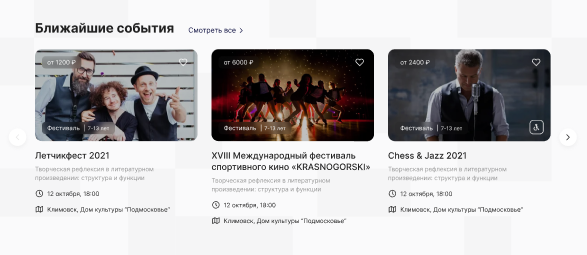 Ближайшие события
Смотреть все
от 1200 ₽
Фестиваль | 7-13 лет
Летчикфест 2021
Творческая рефлексия в литературном
произведении: структура и функции
12 октября, 18:00
Климовск, Дом культуры "Подмосковье"
от 6000 ₽
Фестиваль | 7-13 лет
XVIII Международный фестиваль
спортивного кино «KRASNOGORSKI»
Творческая рефлексия в литературном
произведении: структура и функции
12 октября, 18:00
Климовск, Дом культуры "Подмосковье"
от 2400 ₽
Фестиваль | 7-13 лет
Chess & Jazz 2021
Творческая рефлексия в литературном
произведении: структура и функции
12 октября, 18:00
Климовск, Дом культуры "Подмосковье"